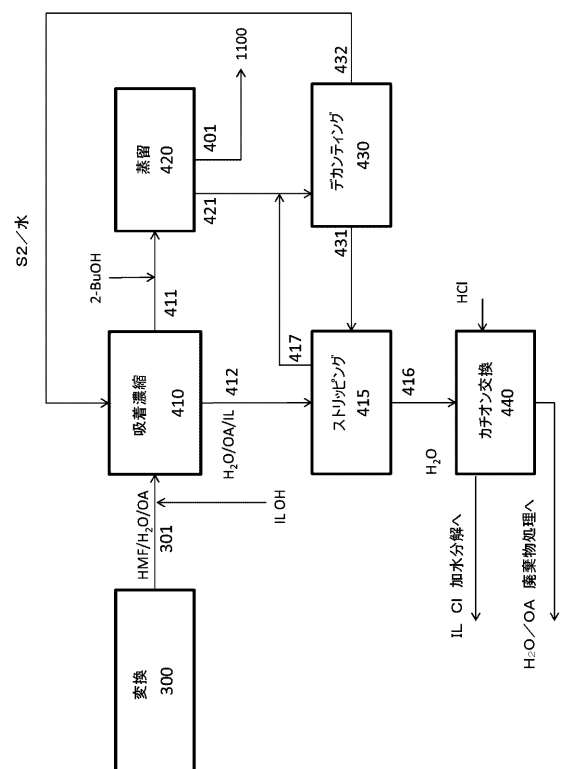 変換
300
HMF/H₂O/OA
301
IL OH
吸着濃縮
410
S2／水
2-BuOH
411
412
H₂O/OA/IL
蒸留
420
401
1100
421
417
ストリッピング
415
431
デカンティング
430
432
416
H₂O
カチオン交換
440
HCl
IL Cl 加水分解へ
H₂O／OA 廃棄物処理へ